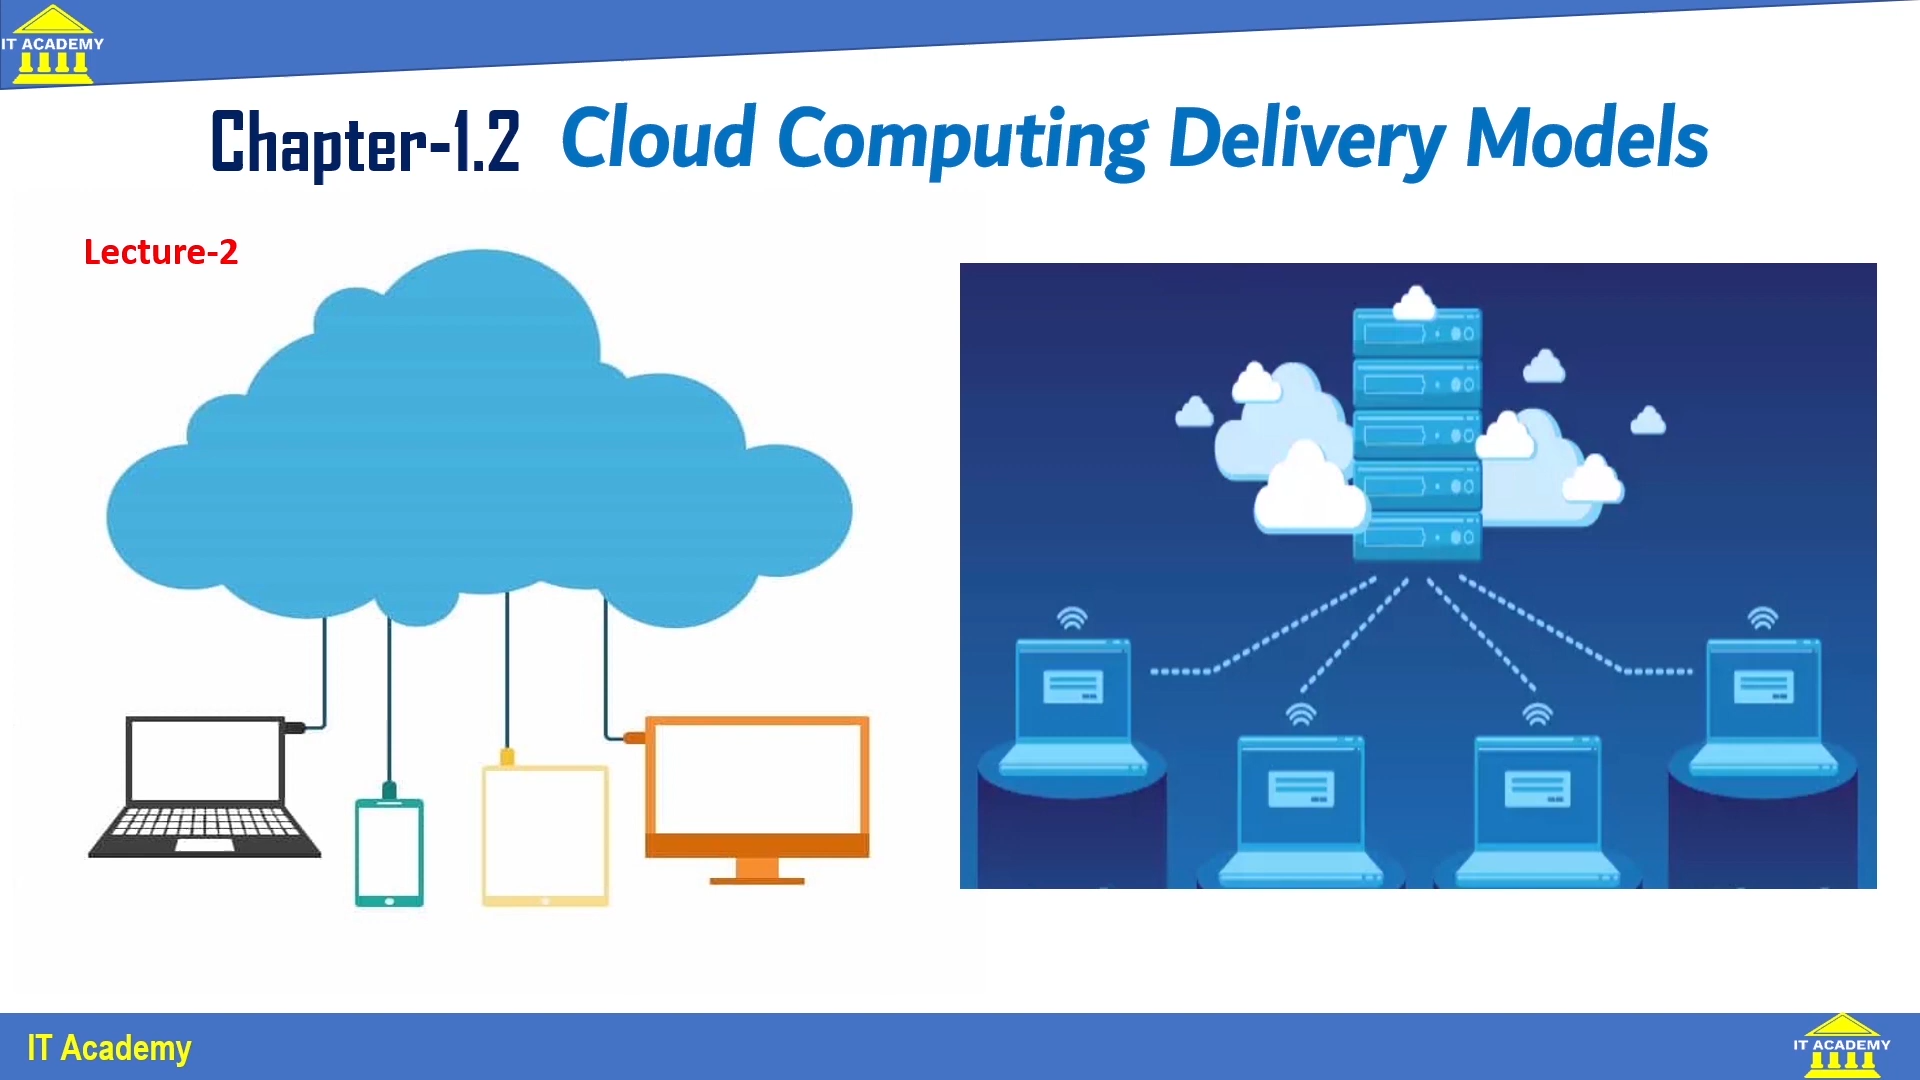 IT ACADEMY
Chapter-1.2 Cloud Computing Delivery Models
Lecture-2
IT Academy
IT ACADEMY